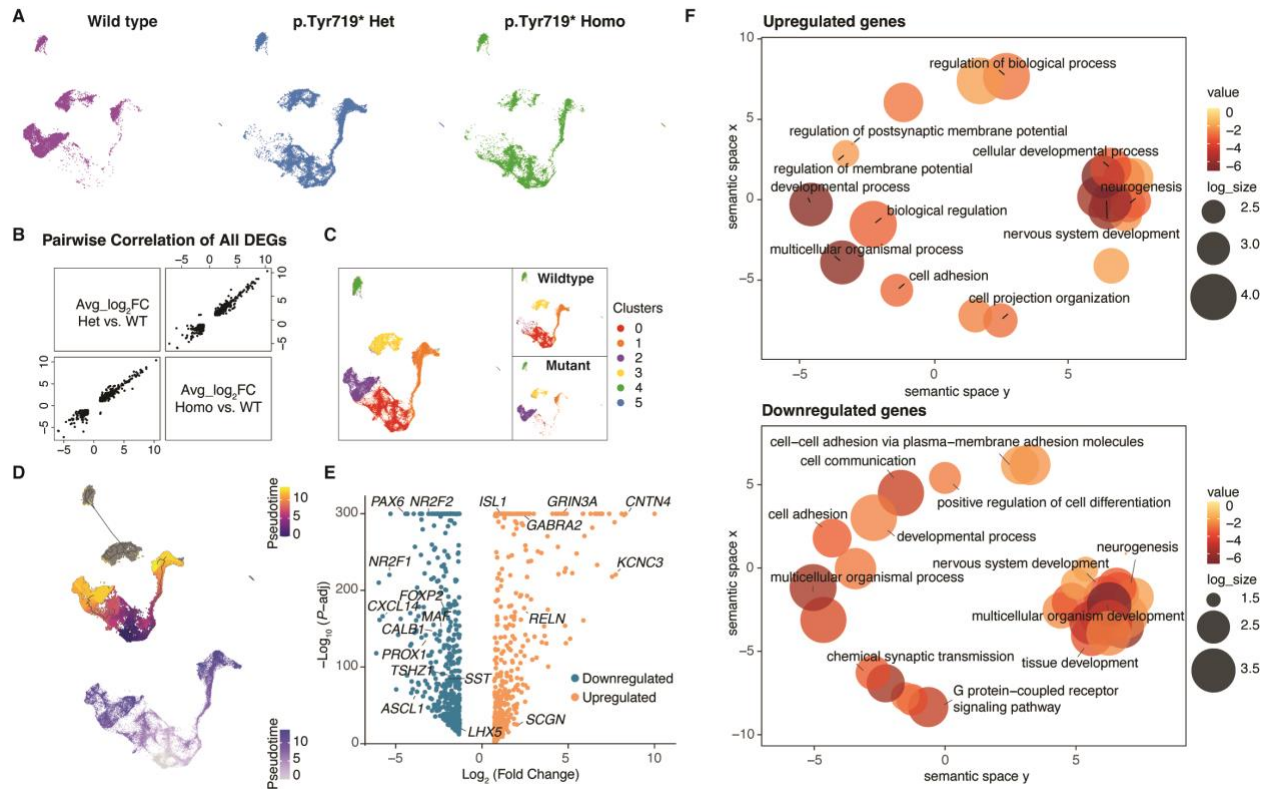 A
Wild type
p.Tyr719* Het
p.Tyr719* Homo
B
Pairwise Correlation of All DEGs
−5 0 5 10
Avg_log2FC
Het vs. WT
10
5
0
−5
10
5
0
−5
Avg_log2FC
Homo vs. WT
−5 0 5 10
C
Wildtype
Mutant
Clusters
0
1
2
3
4
5
D
Pseudotime
10
5
0
Pseudotime
10
5
0
E
PAX6 NR2F2 ISL1 GRIN3A CNTN4
GABRA2
NR2F1
KCNC3
FOXP2
CXCL14
MAF
RELN
CALB1
PROX1
TSHZ1
SST
ASCL1
SCGN
LHX5
Downregulated
Upregulated
300
200
100
0
−Log10 (P−adj)
−5 0 5 10
Log2 (Fold Change)
F
Upregulated genes
10
5
0
−5
semantic space x
regulation of biological process
regulation of postsynaptic membrane potential
cellular developmental process
regulation of membrane potential
developmental process
neurogenesis
biological regulation
nervous system development
multicellular organismal process
cell adhesion
cell projection organization
−5 0 5
semantic space y
value
0
−2
−4
−6
log_size
2.5
3.0
4.0
Downregulated genes
5
0
−5
−10
semantic space x
cell−cell adhesion via plasma−membrane adhesion molecules
cell communication
positive regulation of cell differentiation
cell adhesion
developmental process
neurogenesis
nervous system development
multicellular organismal process
multicellular organism development
chemical synaptic transmission
tissue development
G protein−coupled receptor
signaling pathway
−5 0 5
semantic space y
value
0
−2
−4
−6
log_size
1.5
2.5
3.5